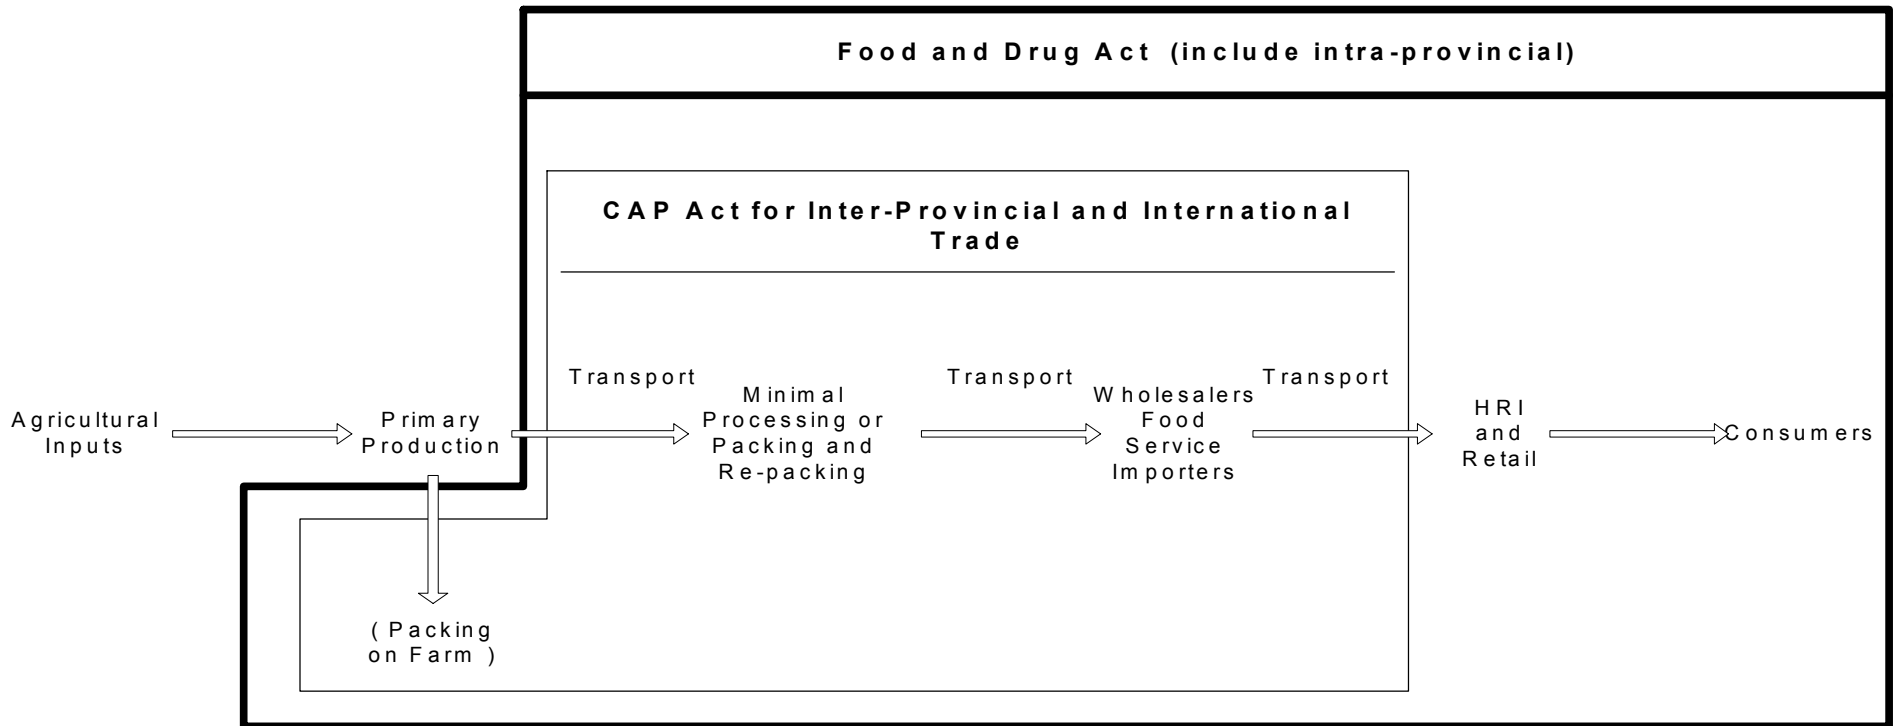 Food and Drug Act (include intra-provincial)
CAP Act for Inter-Provincial and International
Trade
Transport
Transport
Transport
Agricultural
Inputs
Primary
Production
Minimal
Processing or
Packing and
Re-packing
Wholesalers
Food
Service
Importers
HRI
and
Retail
Consumers
( Packing
on Farm )